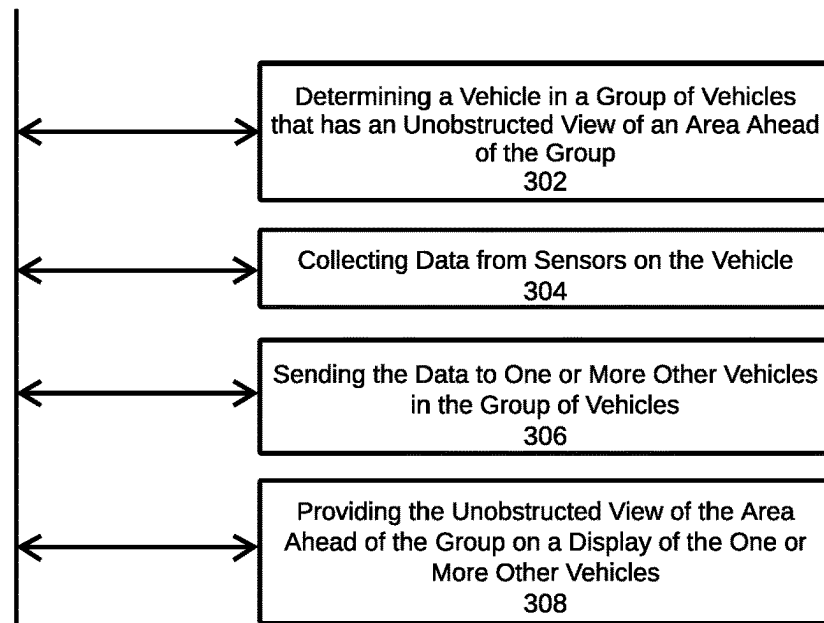 Determining a Vehicle in a Group of Vehicles
that has an Unobstructed View of an Area Ahead
of the Group
302
Collecting Data from Sensors on the Vehicle
304
Sending the Data to One or More Other Vehicles
in the Group of Vehicles
306
Providing the Unobstructed View of the Area
Ahead of the Group on a Display of the One or
More Other Vehicles
308